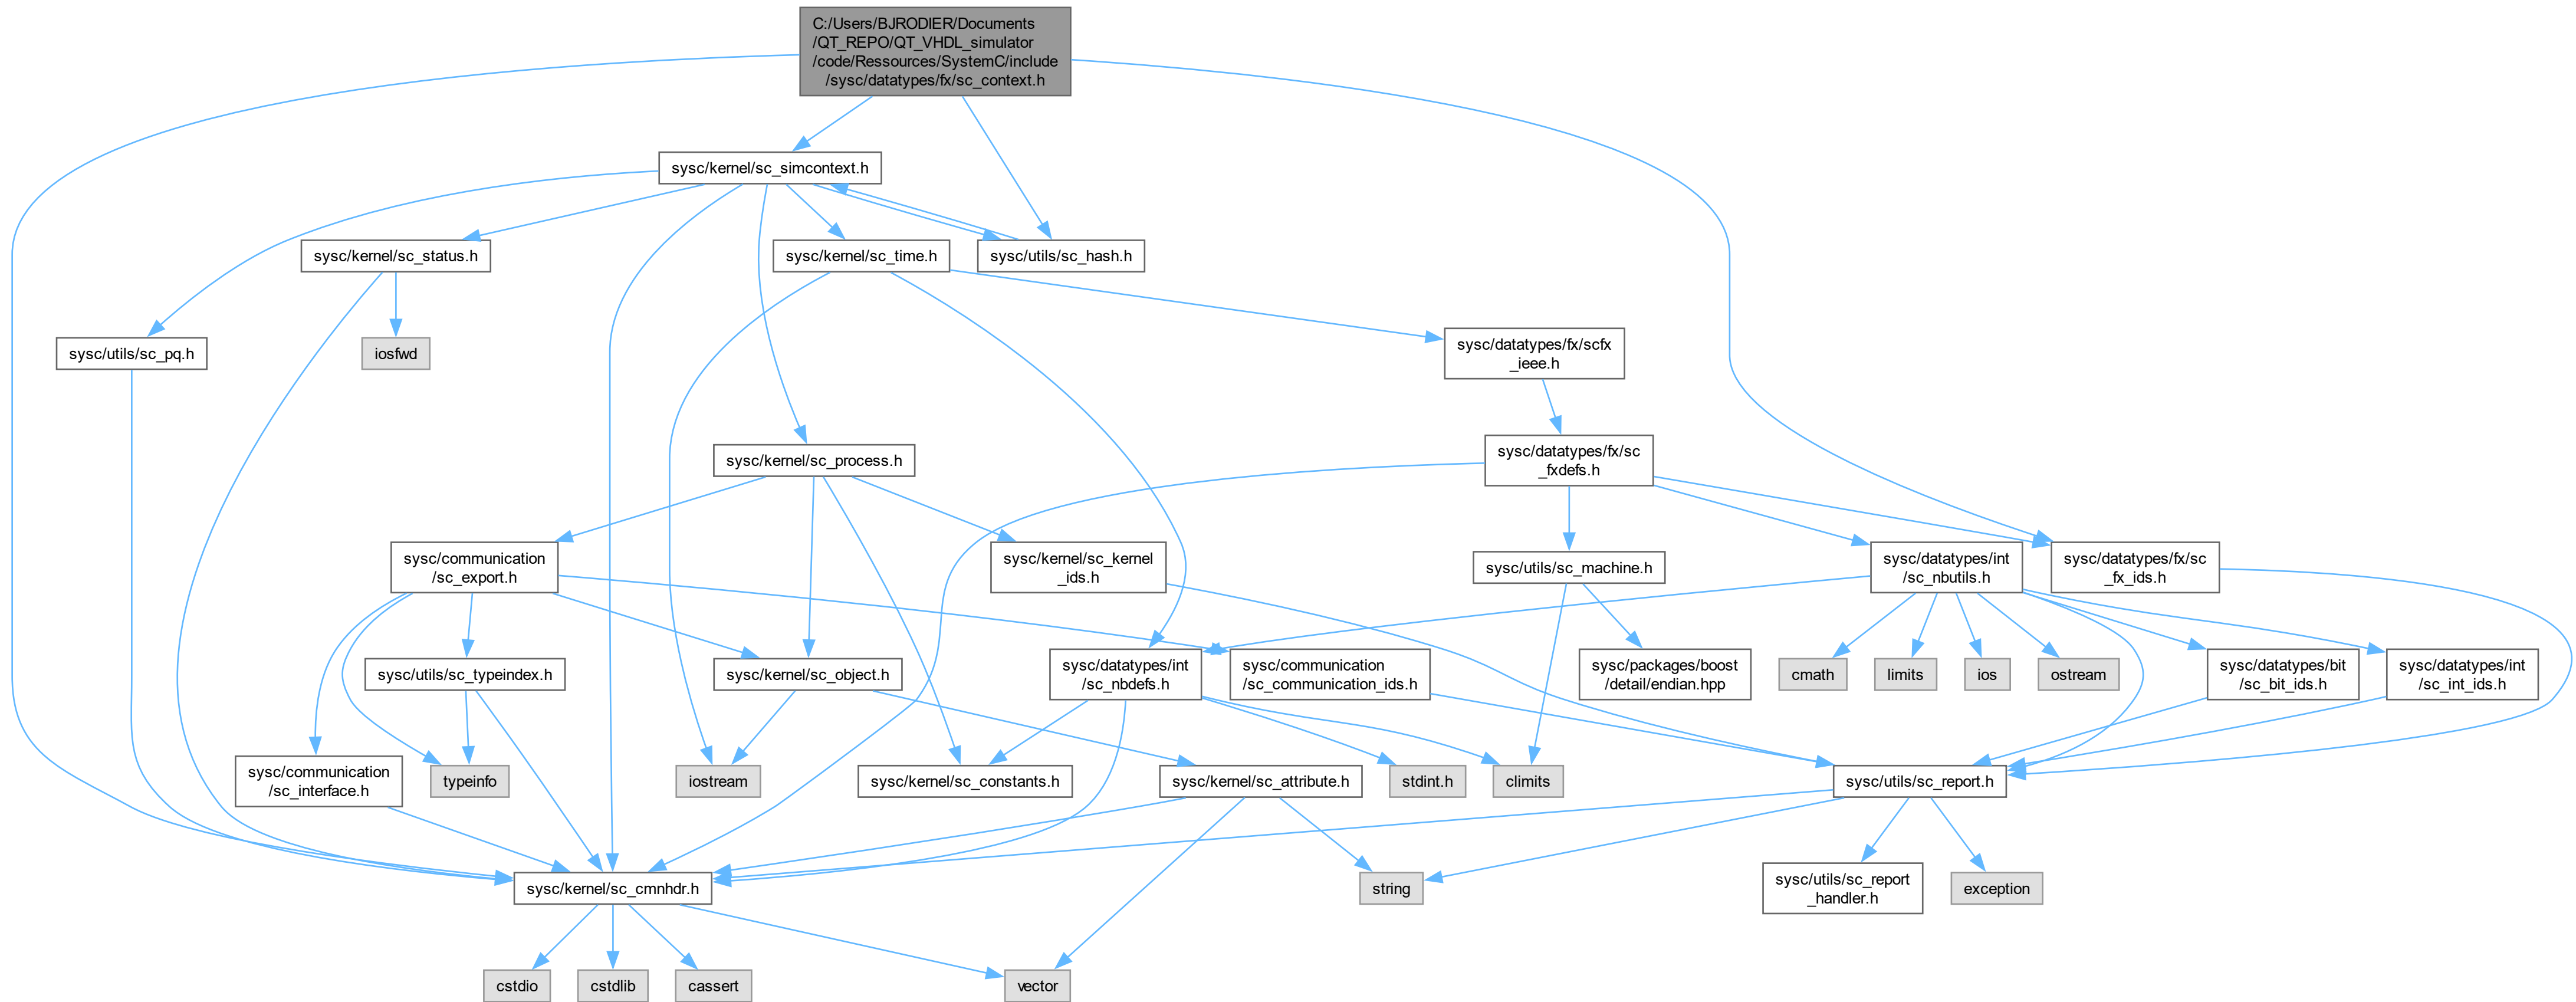 C:/Users/BJRODIER/Documents
/QT_REPO/QT_VHDL_simulator
/code/Ressources/SystemC/include
/sysc/datatypes/fx/sc_context.h
sysc/kernel/sc_simcontext.h
sysc/kernel/sc_status.h
sysc/kernel/sc_time.h
sysc/utils/sc_hash.h
sysc/utils/sc_pq.h
iosfwd
sysc/datatypes/fx/scfx
_ieee.h
sysc/kernel/sc_process.h
sysc/datatypes/fx/sc
_fxdefs.h
sysc/communication
/sc_export.h
sysc/kernel/sc_kernel
_ids.h
sysc/utils/sc_machine.h
sysc/datatypes/int
/sc_nbutils.h
sysc/datatypes/fx/sc
_fx_ids.h
sysc/utils/sc_typeindex.h
sysc/kernel/sc_object.h
sysc/datatypes/int
/sc_nbdefs.h
sysc/communication
/sc_communication_ids.h
sysc/packages/boost
/detail/endian.hpp
cmath
limits
ios
ostream
sysc/datatypes/bit
/sc_bit_ids.h
sysc/datatypes/int
/sc_int_ids.h
sysc/communication
/sc_interface.h
typeinfo
iostream
sysc/kernel/sc_constants.h
sysc/kernel/sc_attribute.h
stdint.h
climits
sysc/utils/sc_report.h
sysc/kernel/sc_cmnhdr.h
string
sysc/utils/sc_report
_handler.h
exception
cstdio
cstdlib
cassert
vector